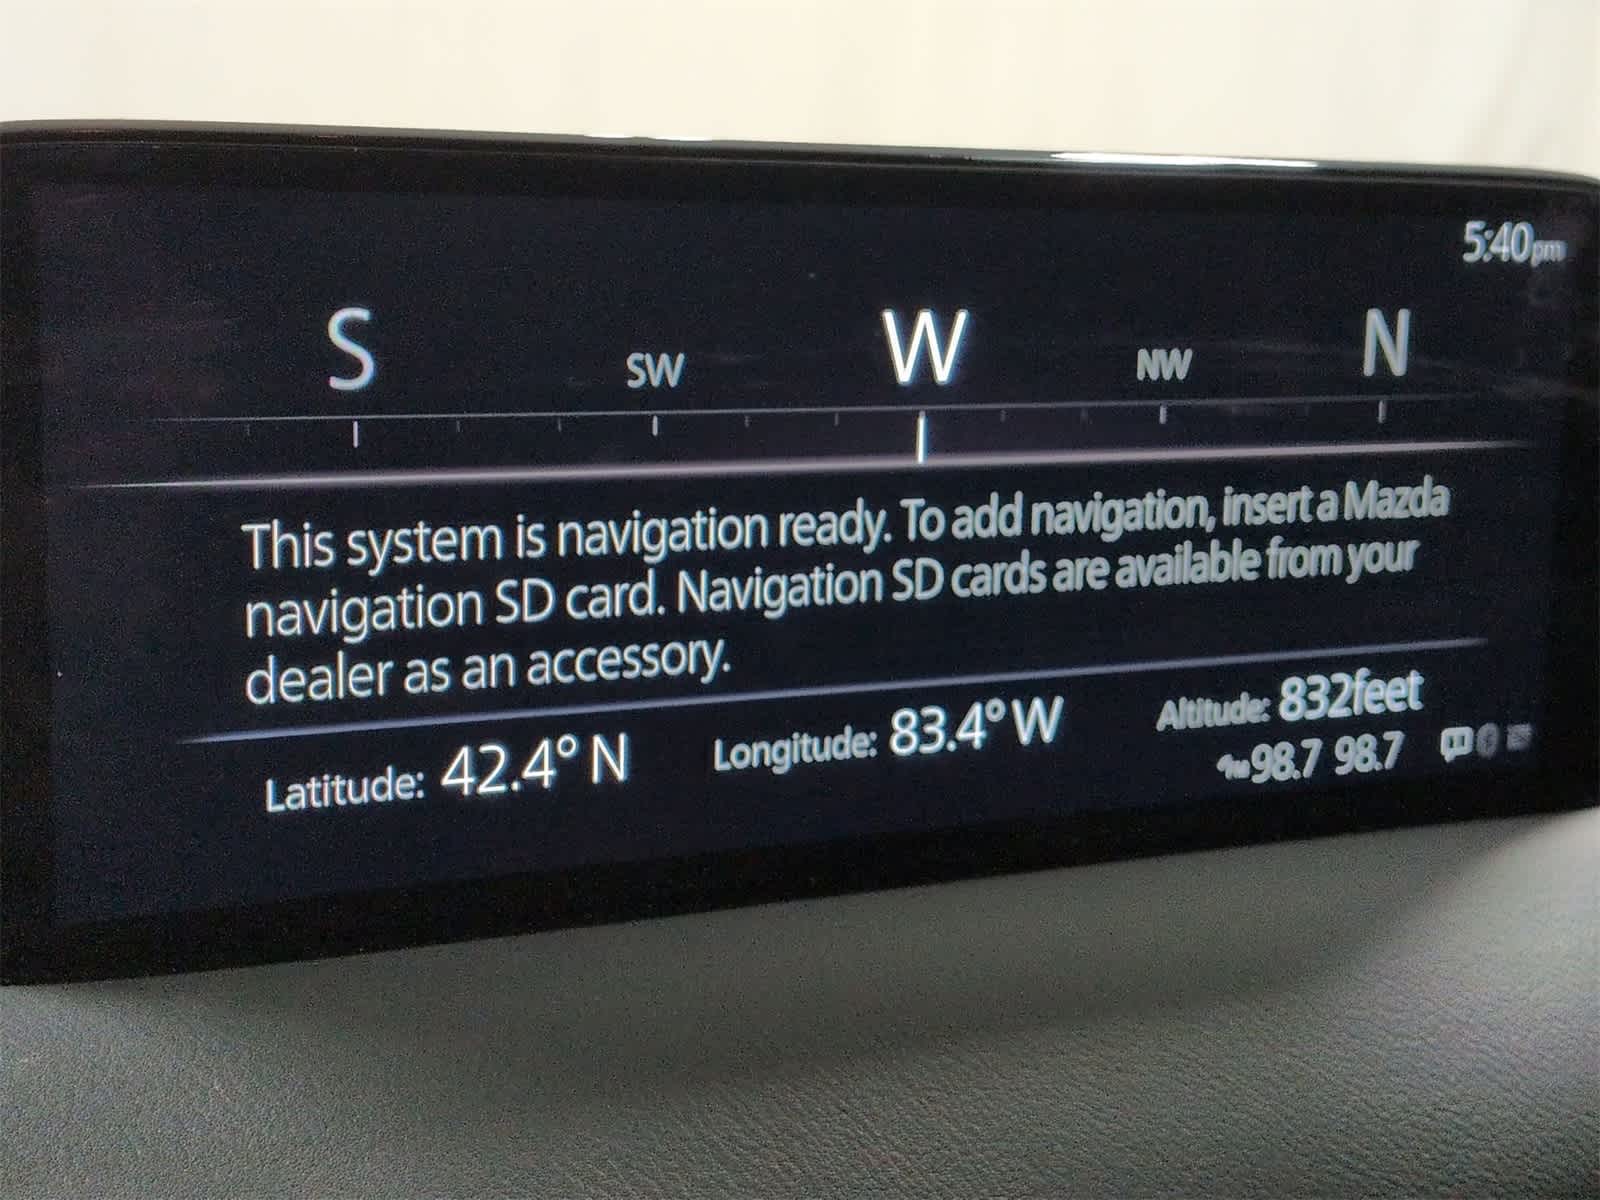 5:40pm
S SW W NW N
This system is navigation ready. To add navigation, insert a Mazda
navigation SD card. Navigation SD cards are available from your
dealer as an accessory.
Latitude: 42.4° N Longitude: 83.4° W Altitude: 832feet
98.7 98.7